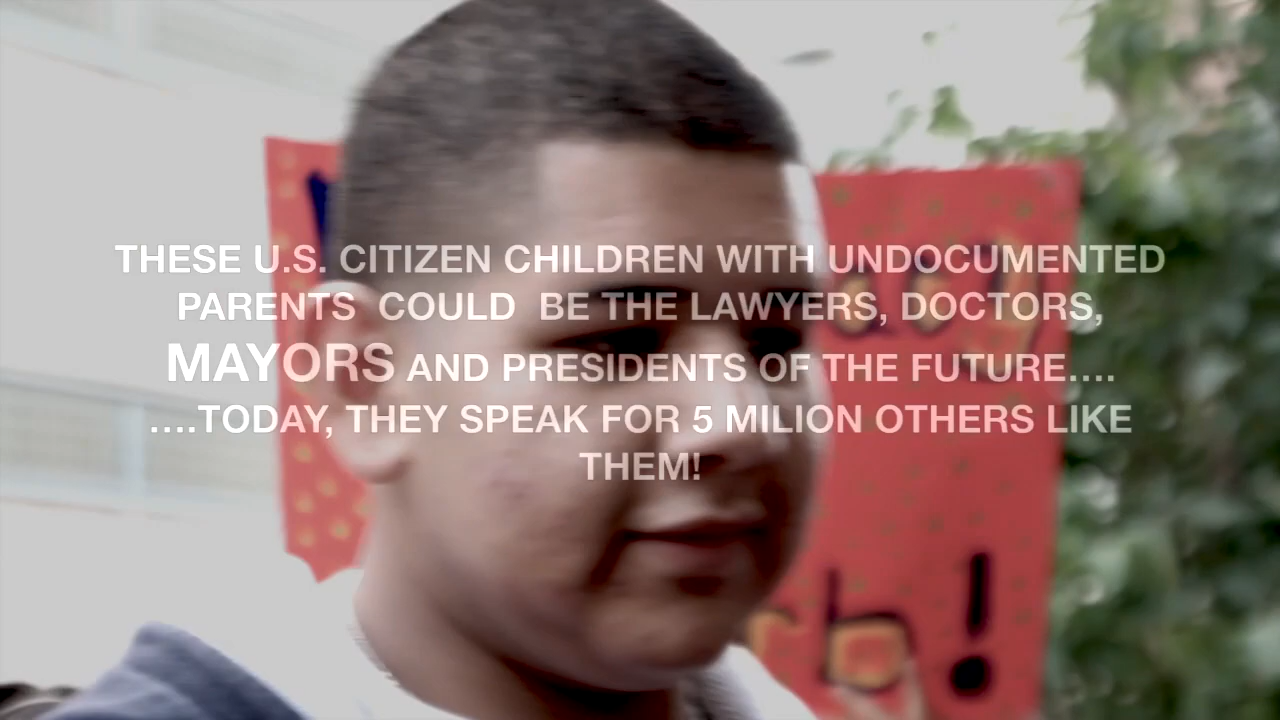 THESE U.S. CITIZEN CHILDREN WITH UNDOCUMENTED
PARENTS COULD BE THE LAWYERS, DOCTORS,
MAYORS AND PRESIDENTS OF THE FUTURE....
....TODAY, THEY SPEAK FOR 5 MILION OTHERS LIKE
THEM!